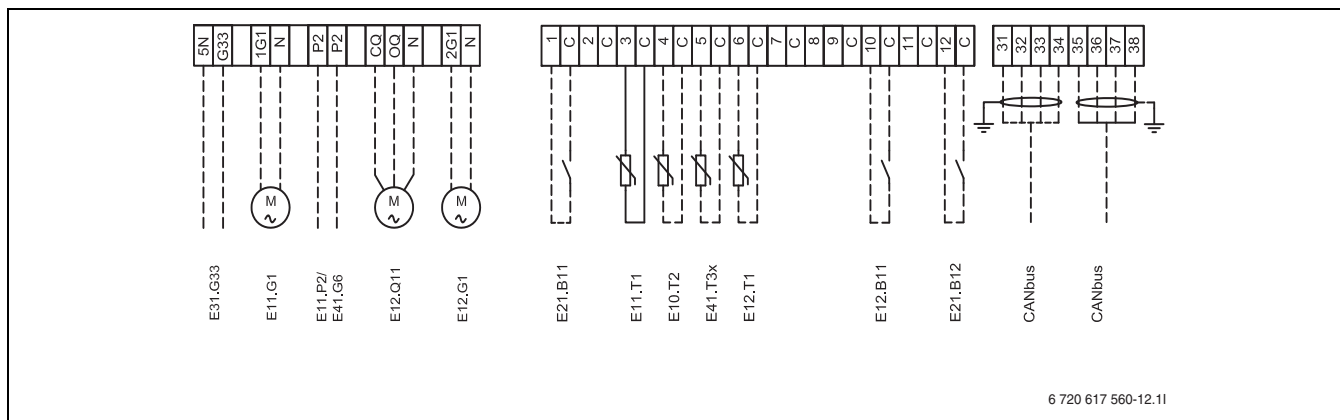 5N G33 1G1 N P2 P2 CQ OQ N 2G1 N
1 C 2 C 3 C 4 C 5 C 6 C 7 C 8 9 C 10 C 11 C 12 C
31 32 33 34 35 36 37 38
M M M
E31.G33
E11.G1
E11.P2/
E41.G6
E12.Q11
E12.G1
E21.B11
E11.T1
E10.T2
E41.T3x
E12.T1
E12.B11
E21.B12
CANbus
CANbus
6 720 617 560-12.1I